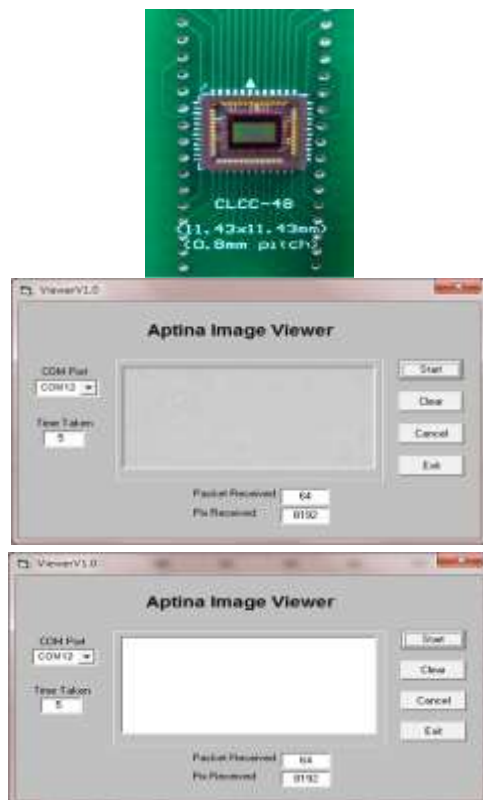 CLCC-48
(11.43x11.43mm)
(0.8mm pitch)
ViewerV1.0
Aptina Image Viewer
COM Port
COM12
Time Taken
5
Start
Clear
Cancel
Exit
Packet Received 64
Pix Received 8192
ViewerV1.0
Aptina Image Viewer
COM Port
COM12
Time Taken
5
Start
Clear
Cancel
Exit
Packet Received 64
Pix Received 8192